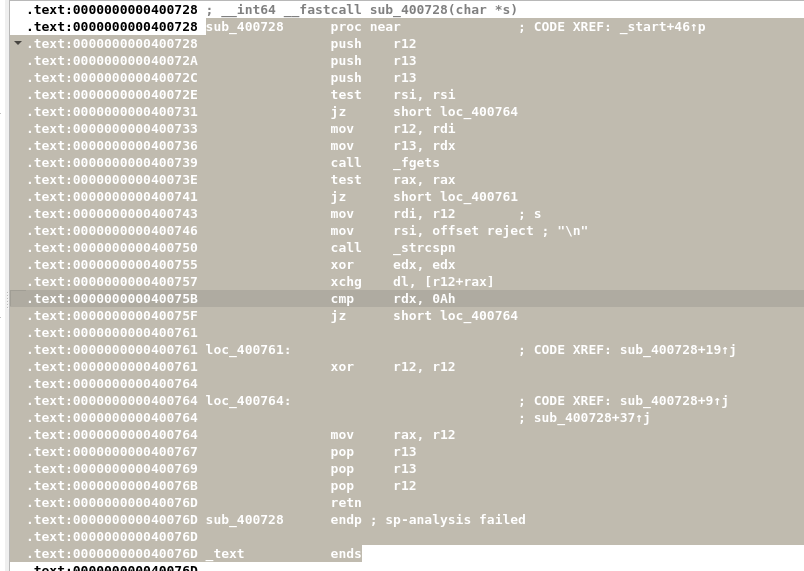 .text:0000000000400728 ; __int64 __fastcall sub_400728(char *s)
.text:0000000000400728 sub_400728      proc near               ; CODE XREF: _start+46↑p
.text:0000000000400728                 push    r12
.text:000000000040072A                 push    r13
.text:000000000040072C                 push    r13
.text:000000000040072E                 test    rsi, rsi
.text:0000000000400731                 jz      short loc_400764
.text:0000000000400733                 mov     r12, rdi
.text:0000000000400736                 mov     r13, rdx
.text:0000000000400739                 call    _fgets
.text:000000000040073E                 test    rax, rax
.text:0000000000400741                 jz      short loc_400761
.text:0000000000400743                 mov     rdi, r12        ; s
.text:0000000000400746                 mov     rsi, offset reject ; "\n"
.text:0000000000400750                 call    _strcspn
.text:0000000000400755                 xor     edx, edx
.text:0000000000400757                 xchg    dl, [r12+rax]
.text:000000000040075B                 cmp     rdx, 0Ah
.text:000000000040075F                 jz      short loc_400764
.text:0000000000400761
.text:0000000000400761 loc_400761:                             ; CODE XREF: sub_400728+19↑j
.text:0000000000400761                 xor     r12, r12
.text:0000000000400764
.text:0000000000400764 loc_400764:                             ; CODE XREF: sub_400728+9↑j
.text:0000000000400764                                         ; sub_400728+37↑j
.text:0000000000400764                 mov     rax, r12
.text:0000000000400767                 pop     r13
.text:0000000000400769                 pop     r13
.text:000000000040076B                 pop     r12
.text:000000000040076D                 retn
.text:000000000040076D sub_400728      endp ; sp-analysis failed
.text:000000000040076D
.text:000000000040076D _text           ends
.text:000000000040076D